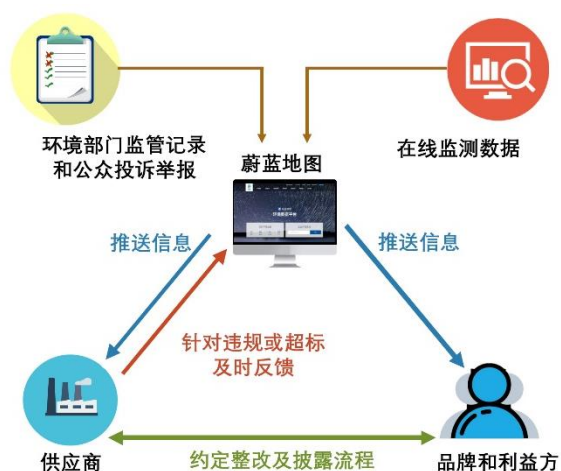 环境部门监管记录
和公众投诉举报
蔚蓝地图
在线监测数据
推送信息
推送信息
针对违规或超标
及时反馈
供应商
约定整改及披露流程
品牌和利益方